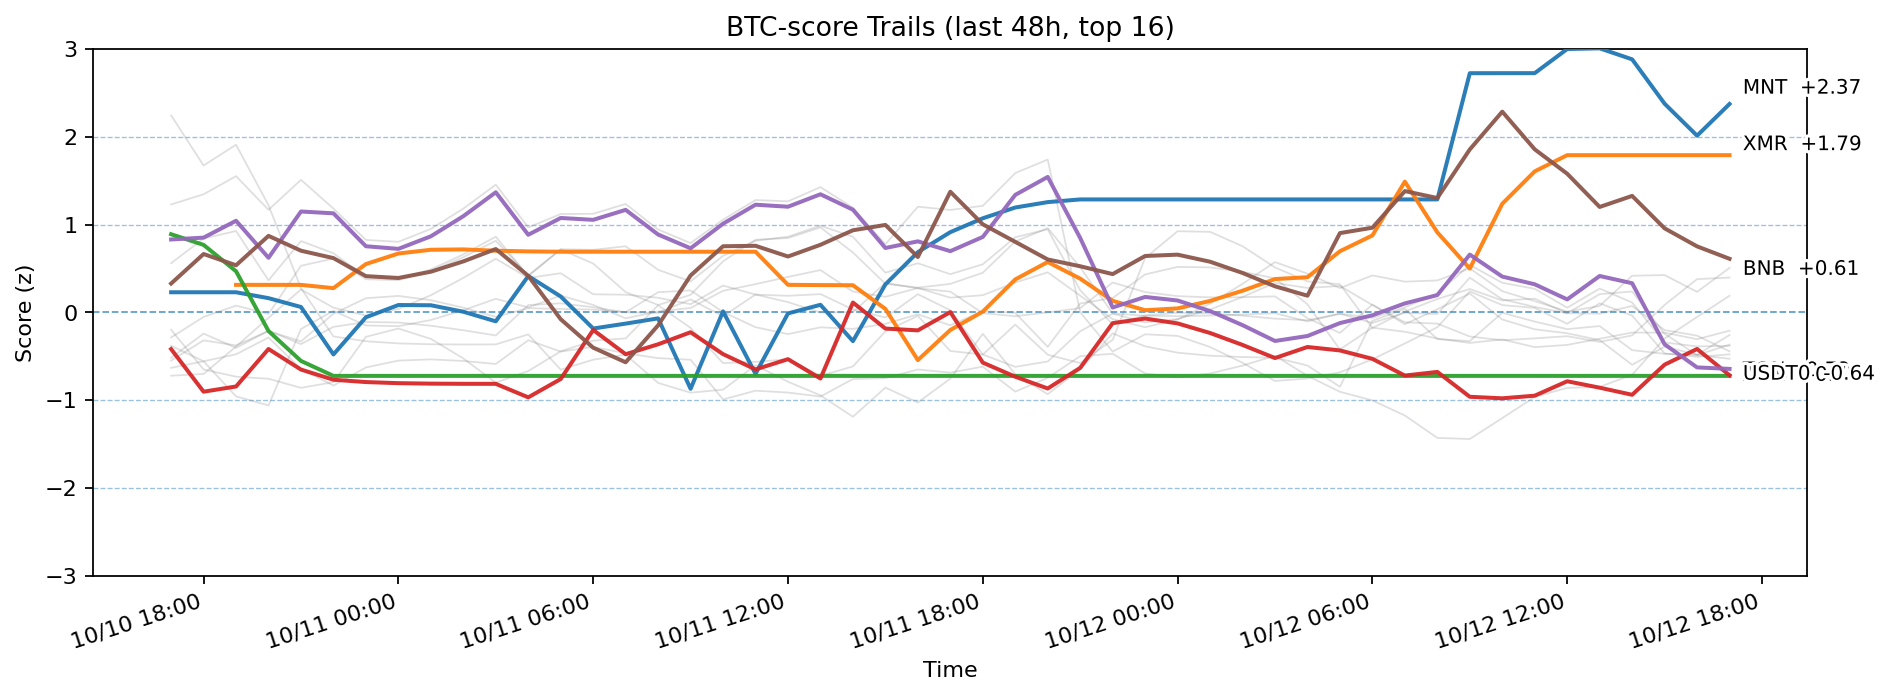 BTC-score Trails (last 48h, top 16)
3
2
1
0
−1
−2
−3
Score (z)
MNT +2.37
XMR +1.79
BNB +0.61
10/10 18:00
10/11 00:00
10/11 06:00
10/11 12:00
10/11 18:00
10/12 00:00
10/12 06:00
10/12 12:00
10/12 18:00
Time